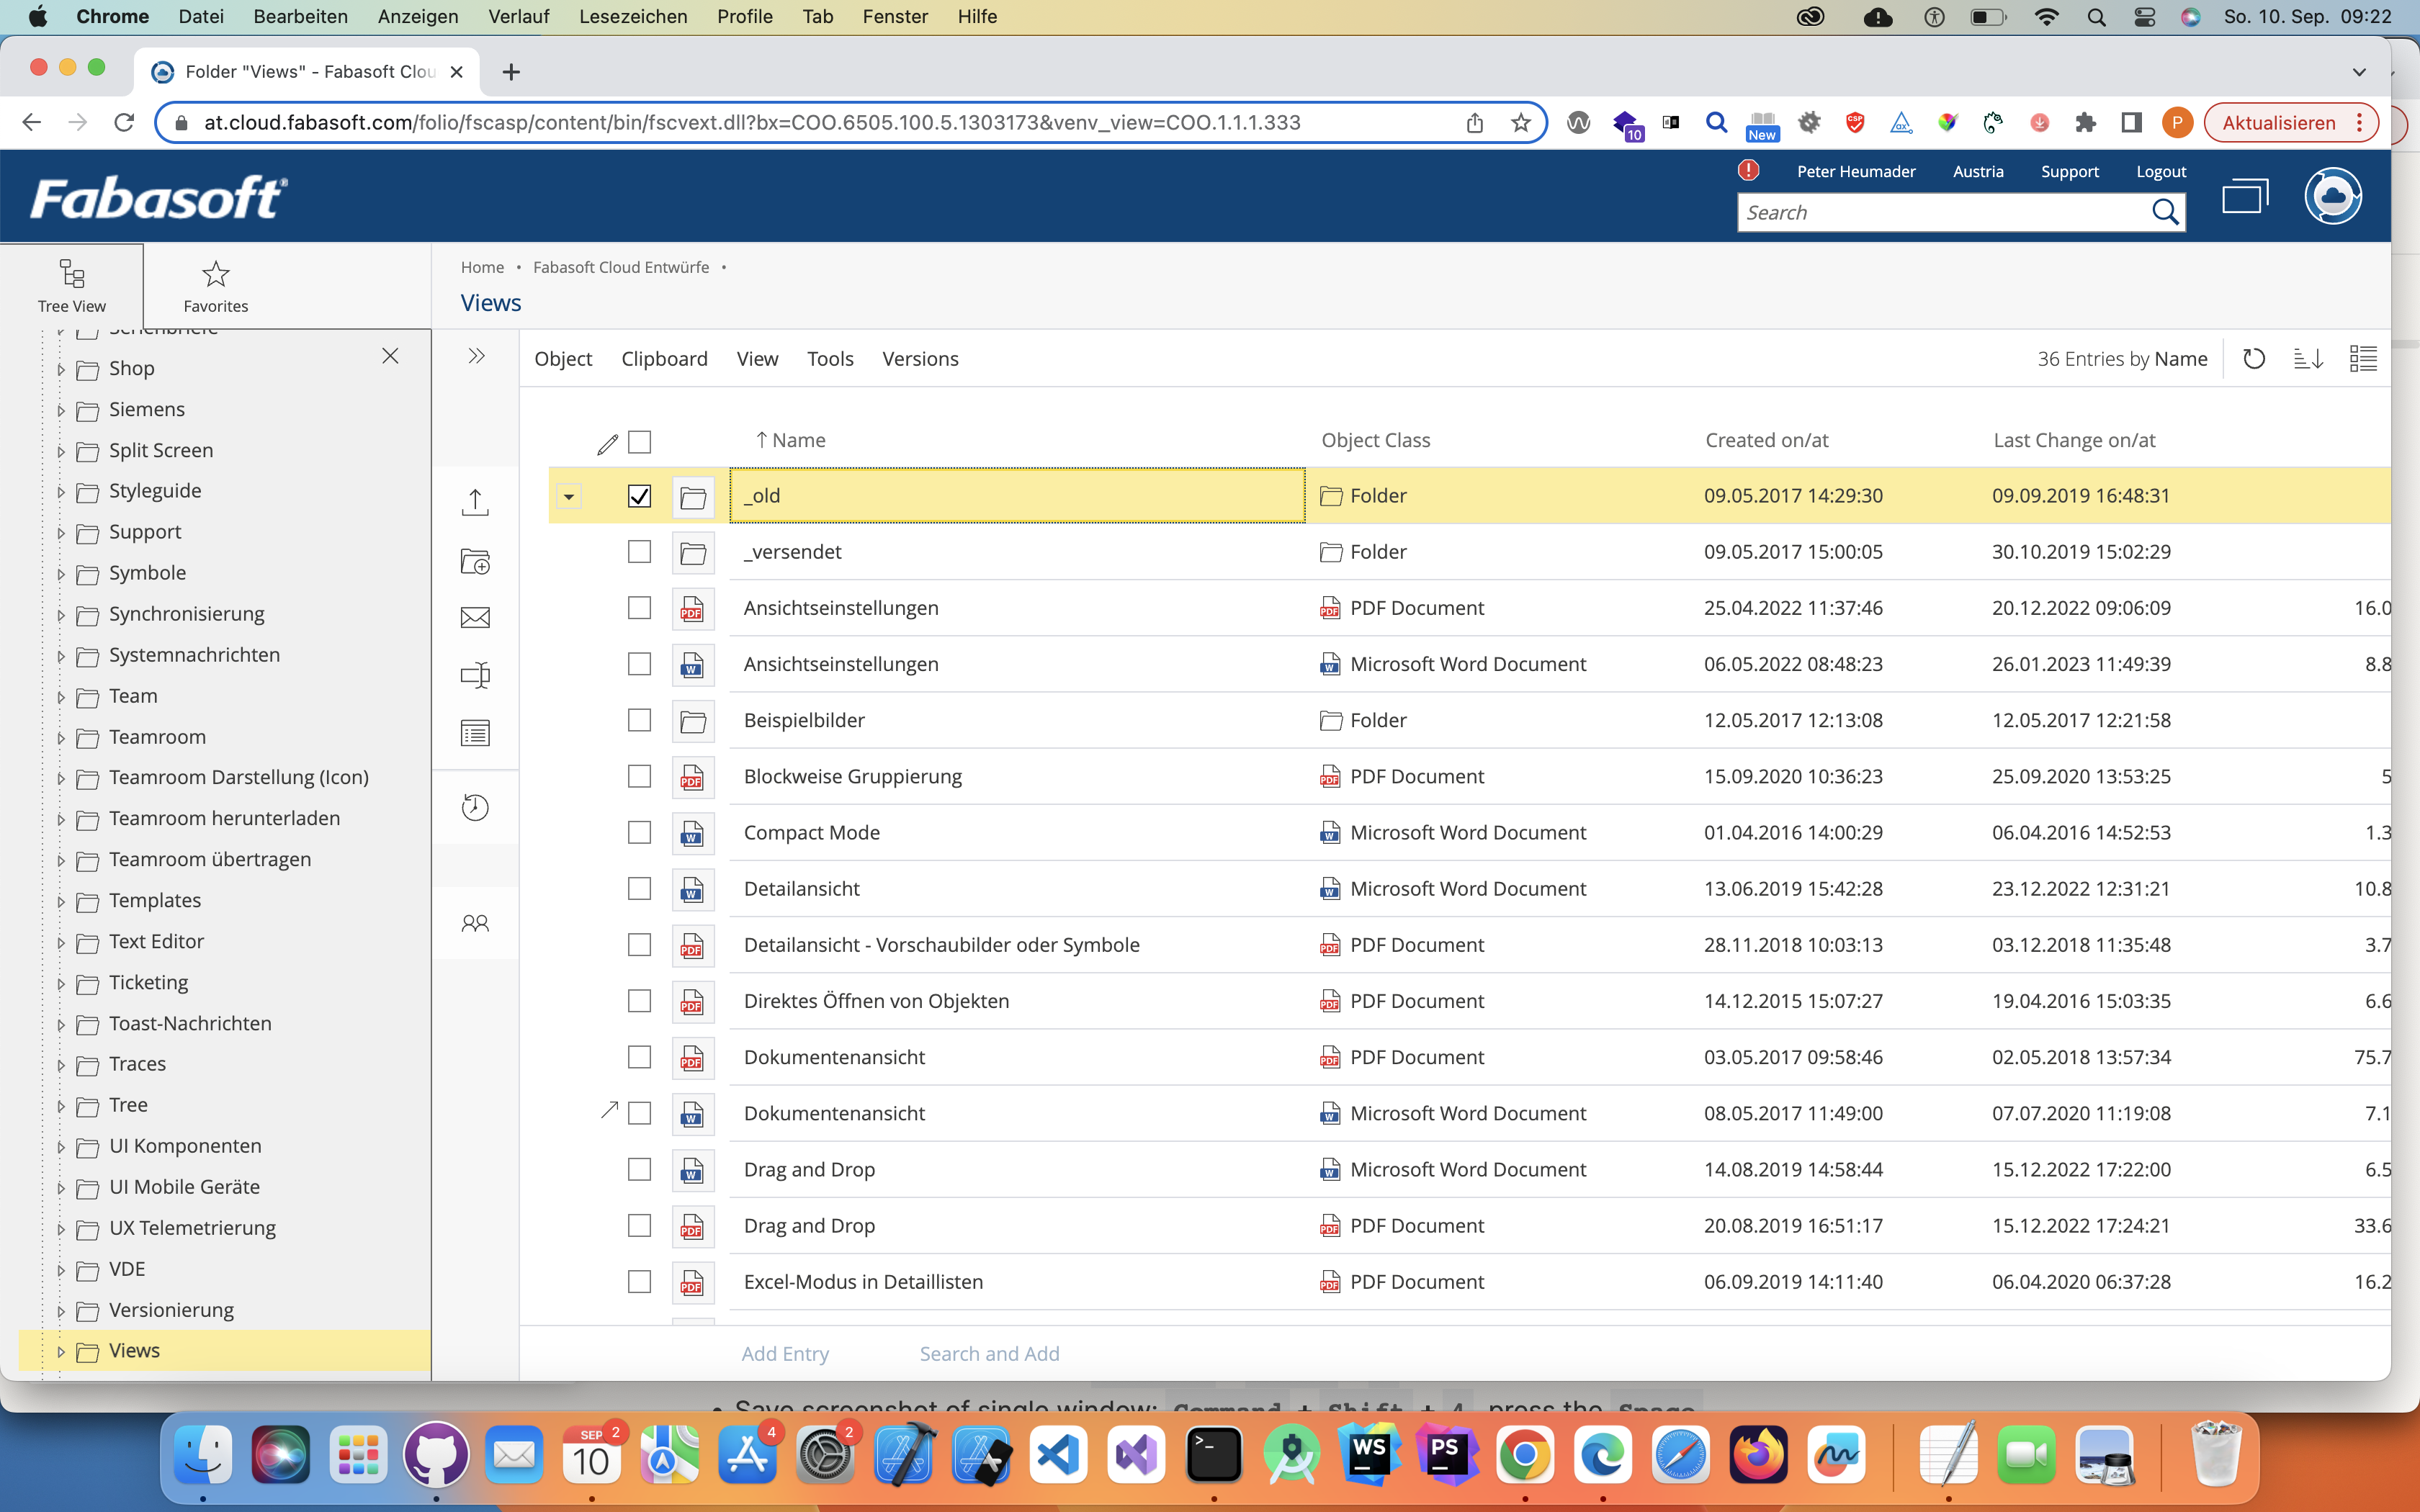 Chrome Datei Bearbeiten Anzeigen Verlauf Lesezeichen Profile Tab Fenster Hilfe So. 10. Sep. 09:22
Folder "Views" - Fabasoft Clou
at.cloud.fabasoft.com/folio/fscasp/content/bin/fscvext.dll?bx=COO.6505.100.5.1303173&venv_view=COO.1.1.1.333 10 New CSP ax P Aktualisieren
Fabasoft®
Peter Heumader Austria Support Logout
Search
Tree View Favorites
Home • Fabasoft Cloud Entwürfe •
Views
Object Clipboard View Tools Versions 36 Entries by Name
Shop
Siemens
Split Screen
Styleguide
Support
Symbole
Synchronisierung
Systemnachrichten
Team
Teamroom
Teamroom Darstellung (Icon)
Teamroom herunterladen
Teamroom übertragen
Templates
Text Editor
Ticketing
Toast-Nachrichten
Traces
Tree
UI Komponenten
UI Mobile Geräte
UX Telemetrierung
VDE
Versionierung
Views
Name Object Class Created on/at Last Change on/at
_old Folder 09.05.2017 14:29:30 09.09.2019 16:48:31
_versendet Folder 09.05.2017 15:00:05 30.10.2019 15:02:29
Ansichtseinstellungen PDF Document 25.04.2022 11:37:46 20.12.2022 09:06:09 16.0
Ansichtseinstellungen Microsoft Word Document 06.05.2022 08:48:23 26.01.2023 11:49:39 8.8
Beispielbilder Folder 12.05.2017 12:13:08 12.05.2017 12:21:58
Blockweise Gruppierung PDF Document 15.09.2020 10:36:23 25.09.2020 13:53:25 5
Compact Mode Microsoft Word Document 01.04.2016 14:00:29 06.04.2016 14:52:53 1.3
Detailansicht Microsoft Word Document 13.06.2019 15:42:28 23.12.2022 12:31:21 10.8
Detailansicht - Vorschaubilder oder Symbole PDF Document 28.11.2018 10:03:13 03.12.2018 11:35:48 3.7
Direktes Öffnen von Objekten PDF Document 14.12.2015 15:07:27 19.04.2016 15:03:35 6.6
Dokumentenansicht PDF Document 03.05.2017 09:58:46 02.05.2018 13:57:34 75.7
Dokumentenansicht Microsoft Word Document 08.05.2017 11:49:00 07.07.2020 11:19:08 7.1
Drag and Drop Microsoft Word Document 14.08.2019 14:58:44 15.12.2022 17:22:00 6.5
Drag and Drop PDF Document 20.08.2019 16:51:17 15.12.2022 17:24:21 33.6
Excel-Modus in Detaillisten PDF Document 06.09.2019 14:11:40 06.04.2020 06:37:28 16.2
Add Entry Search and Add
Save screenshot of single window: Command + Shift + 4, press the Space
SEP 10 2 4 2 WS PS